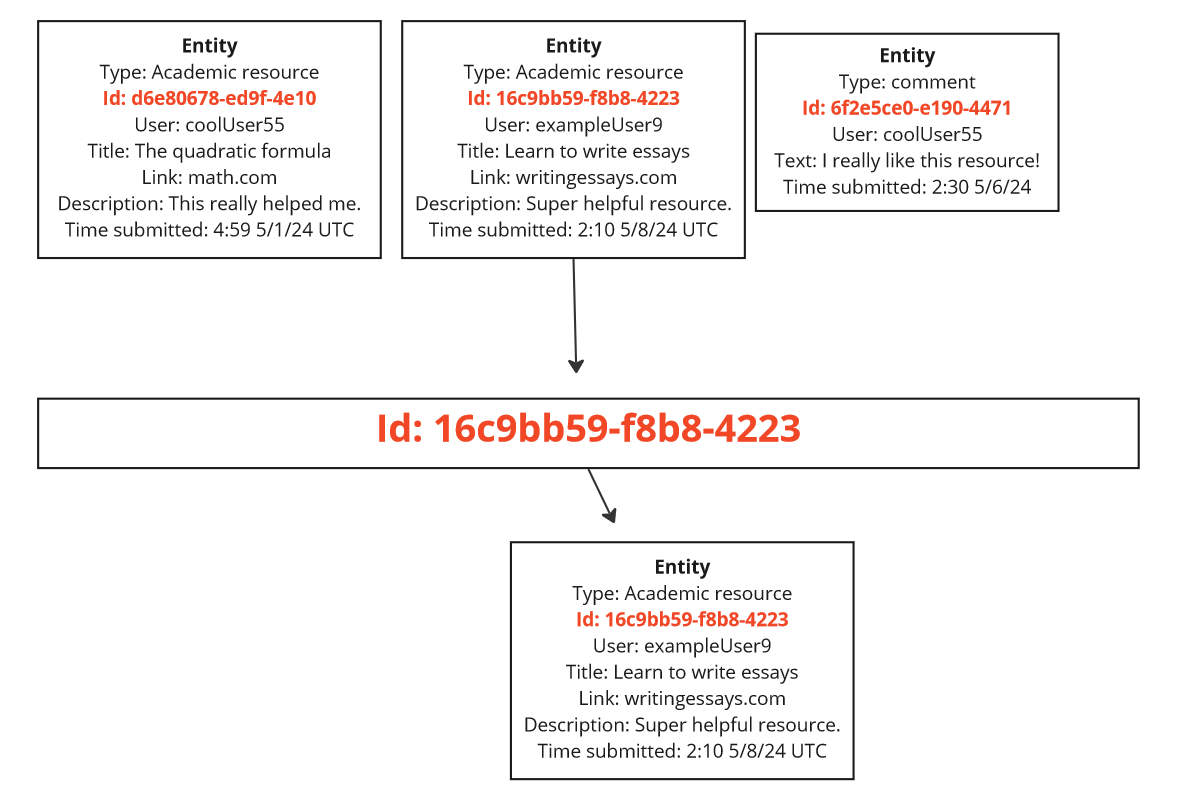 Entity
Type: Academic resource
Id: d6e80678-ed9f-4e10
User: coolUser55
Title: The quadratic formula
Link: math.com
Description: This really helped me.
Time submitted: 4:59 5/1/24 UTC
Entity
Type: Academic resource
Id: 16c9bb59-f8b8-4223
User: exampleUser9
Title: Learn to write essays
Link: writingessays.com
Description: Super helpful resource.
Time submitted: 2:10 5/8/24 UTC
Entity
Type: comment
Id: 6f2e5ce0-e190-4471
User: coolUser55
Text: I really like this resource!
Time submitted: 2:30 5/6/24
Id: 16c9bb59-f8b8-4223
Entity
Type: Academic resource
Id: 16c9bb59-f8b8-4223
User: exampleUser9
Title: Learn to write essays
Link: writingessays.com
Description: Super helpful resource.
Time submitted: 2:10 5/8/24 UTC